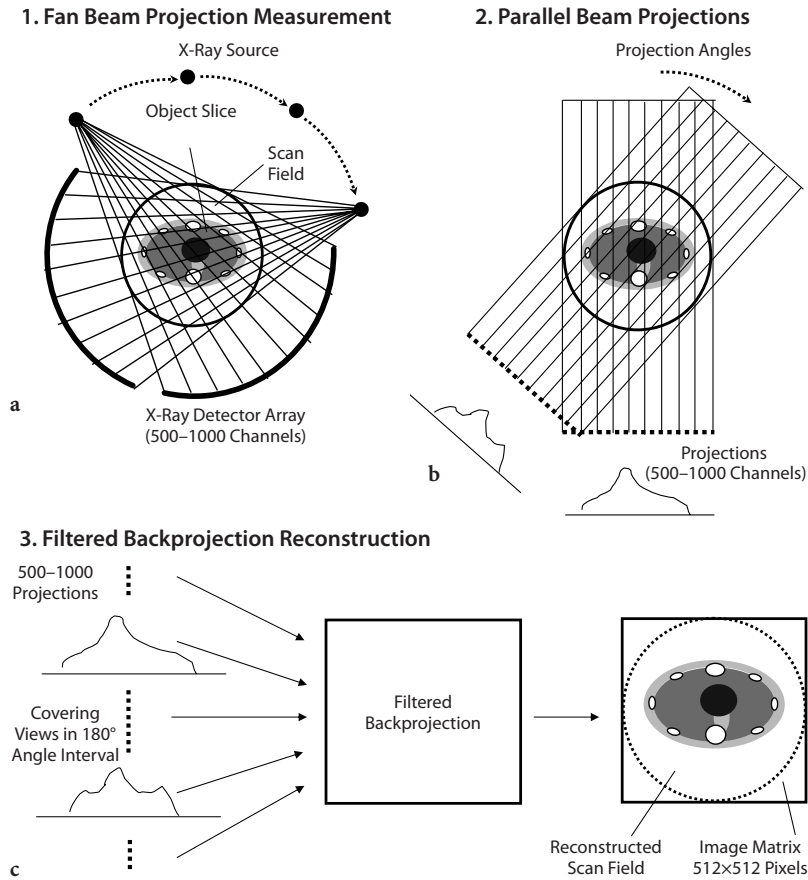 1. Fan Beam Projection Measurement
X-Ray Source
Object Slice
Scan
Field
X-Ray Detector Array
(500–1000 Channels)
a
2. Parallel Beam Projections
Projection Angles
Projections
(500–1000 Channels)
b
3. Filtered Backprojection Reconstruction
500–1000
Projections
Covering
Views in 180°
Angle Interval
Filtered
Backprojection
Reconstructed
Scan Field
Image Matrix
512×512 Pixels
c